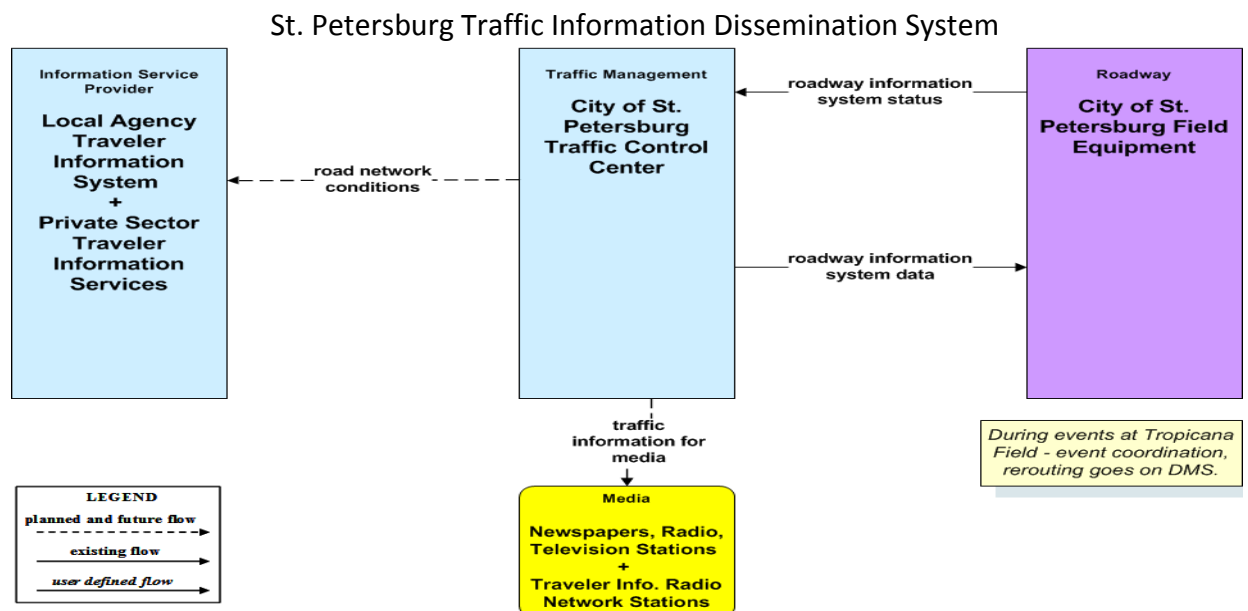 St. Petersburg Traffic Information Dissemination System
Information Service
Provider
Local Agency
Traveler
Information
System
+
Private Sector
Traveler
Information
Services
road network
conditions
Traffic Management
City of St.
Petersburg
Traffic Control
Center
roadway information
system status
roadway information
system data
Roadway
City of St.
Petersburg Field
Equipment
traffic
information for
media
During events at Tropicana
Field - event coordination,
rerouting goes on DMS.
LEGEND
planned and future flow
existing flow
user defined flow
Media
Newspapers, Radio,
Television Stations
+
Traveler Info. Radio
Network Stations